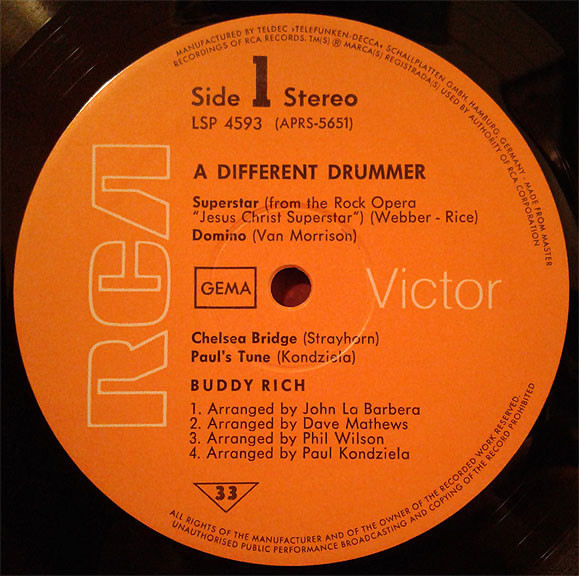 MANUFACTURED BY TELDEC »TELEFUNKEN-DECCA« SCHALLPLATTEN GMBH, HAMBURG, GERMANY - MADE FROM MASTER
RECORDINGS OF RCA RECORDS. TM(S) ® MARCA(S) REGISTRADA(S) USED BY AUTHORITY OF RCA CORPORATION
Side 1 Stereo
LSP 4593 (APRS-5651)
A DIFFERENT DRUMMER
Superstar (from the Rock Opera
"Jesus Christ Superstar") (Webber - Rice)
Domino (Van Morrison)
RCA
GEMA
Victor
Chelsea Bridge (Strayhorn)
Paul's Tune (Kondziela)
BUDDY RICH
1. Arranged by John La Barbera
2. Arranged by Dave Mathews
3. Arranged by Phil Wilson
4. Arranged by Paul Kondziela
33
ALL RIGHTS OF THE MANUFACTURER AND OF THE OWNER OF THE RECORDED WORK RESERVED.
UNAUTHORISED PUBLIC PERFORMANCE BROADCASTING AND COPYING OF THE RECORD PROHIBITED